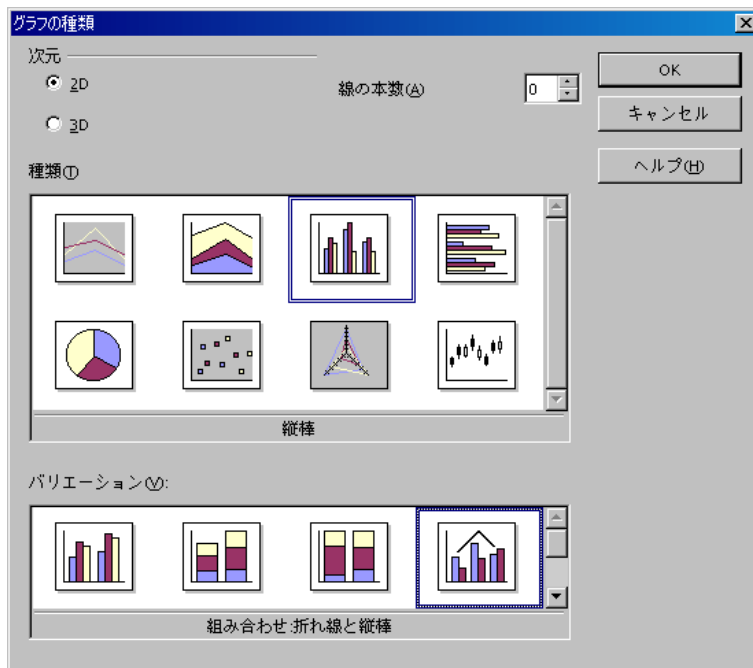 グラフの種類
次元
2D
線の本数(A)
0
OK
3D
キャンセル
種類(T)
ヘルプ(H)
縦棒
バリエーション(V):
組み合わせ:折れ線と縦棒